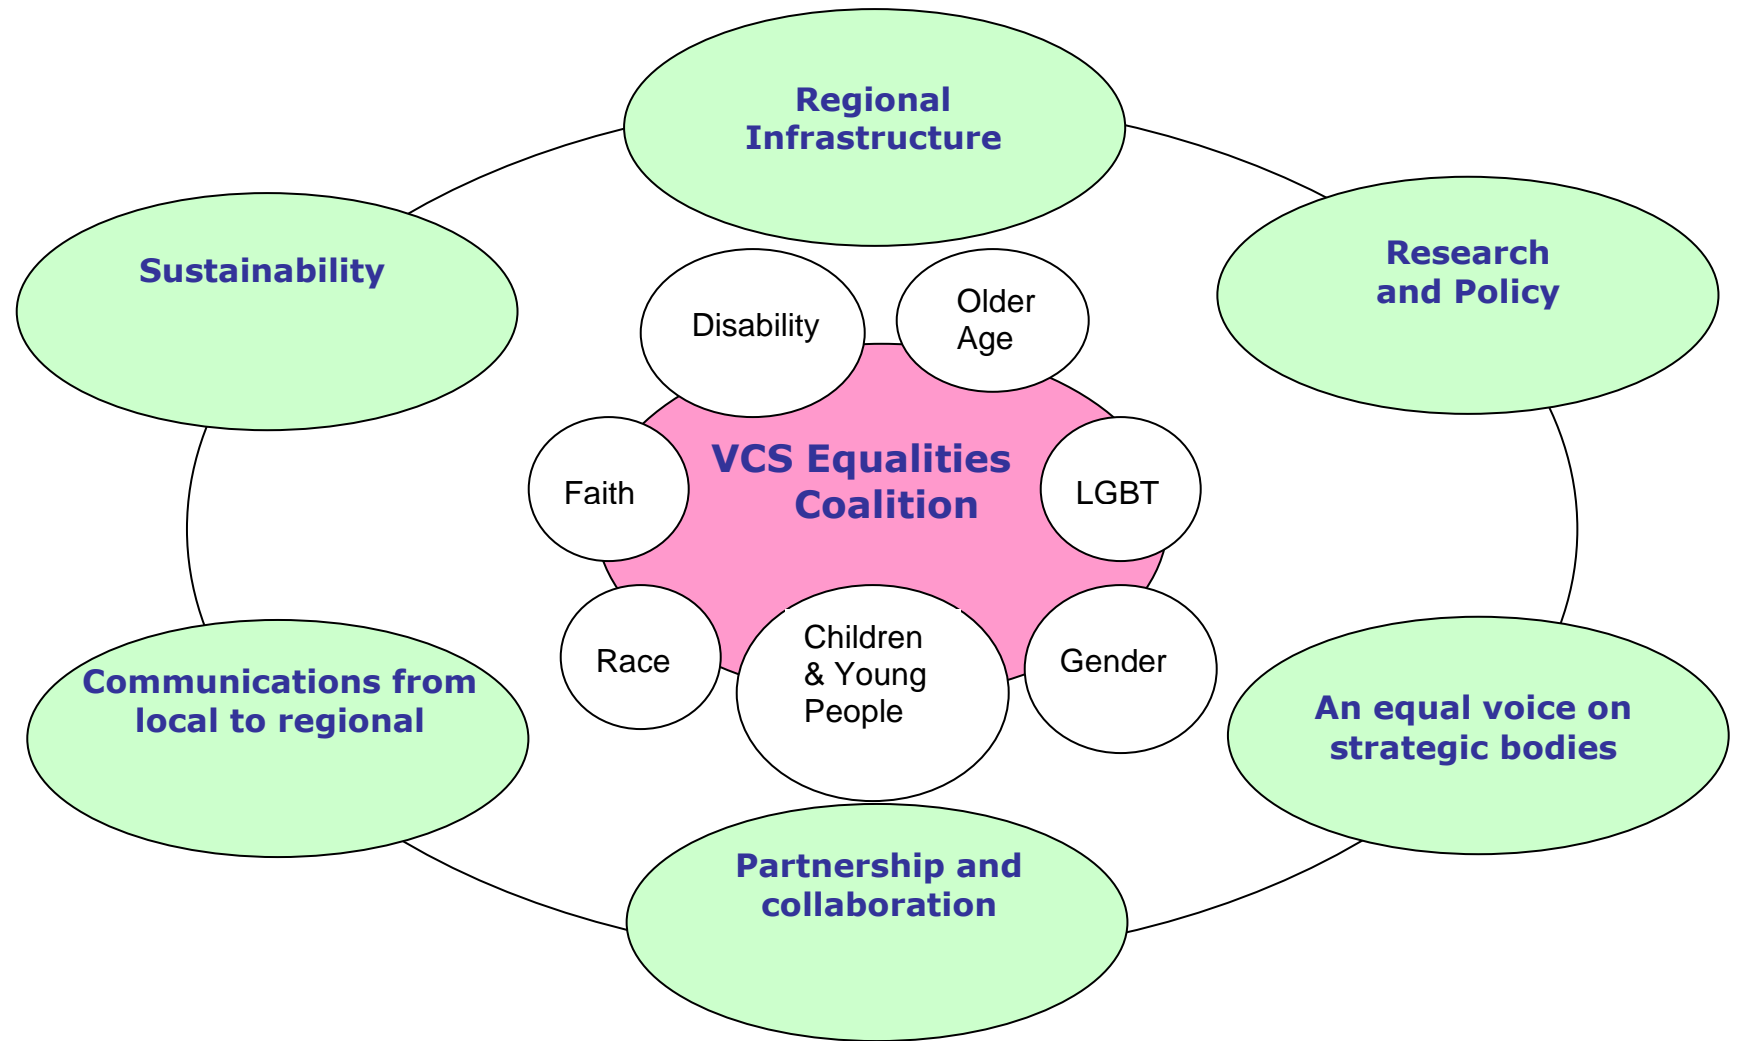 Regional
Infrastructure
Sustainability
Research
and Policy
Disability
Older
Age
VCS Equalities
Coalition
Faith
LGBT
Race
Children
& Young
People
Gender
Communications from
local to regional
An equal voice on
strategic bodies
Partnership and
collaboration